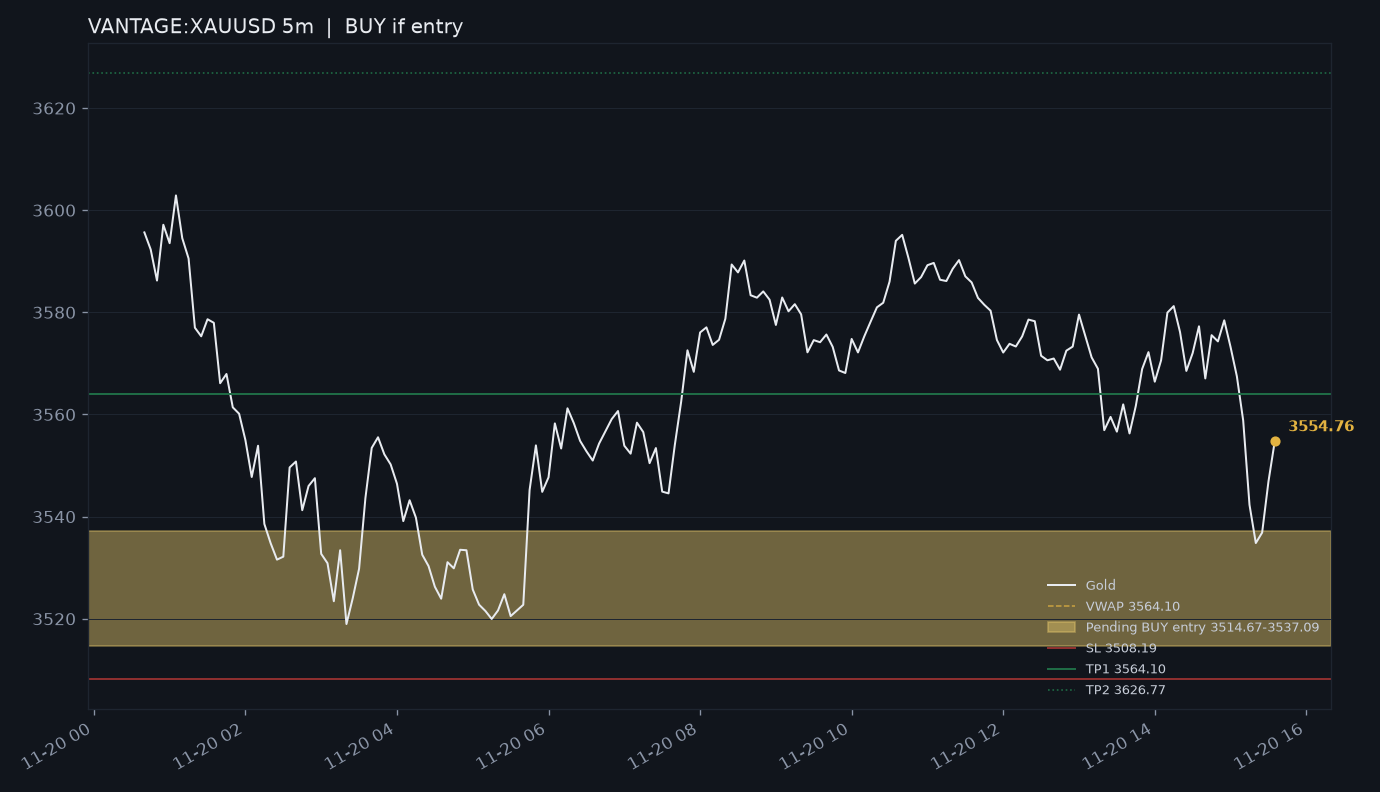 VANTAGE:XAUUSD 5m | BUY if entry
3620
3600
3580
3560
3540
3520
3554.76
Gold
VWAP 3564.10
Pending BUY entry 3514.67-3537.09
SL 3508.19
TP1 3564.10
TP2 3626.77
11-20 00
11-20 02
11-20 04
11-20 06
11-20 08
11-20 10
11-20 12
11-20 14
11-20 16